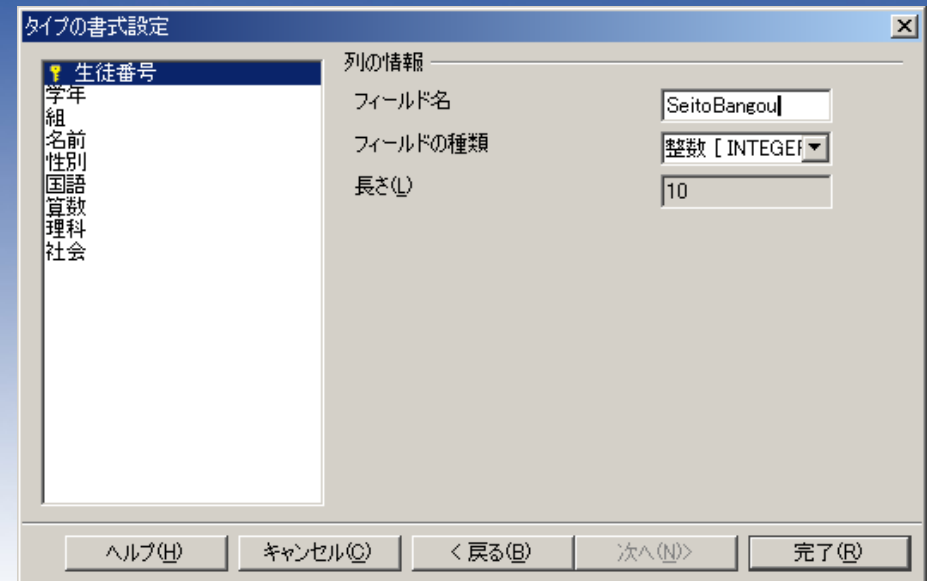 タイプの書式設定
生徒番号
学年
組
名前
性別
国語
算数
理科
社会
列の情報
フィールド名
SeitoBangou
フィールドの種類
整数 [ INTEGER
長さ(L)
10
ヘルプ(H)
キャンセル(C)
< 戻る(B)
次へ(N)>
完了(R)